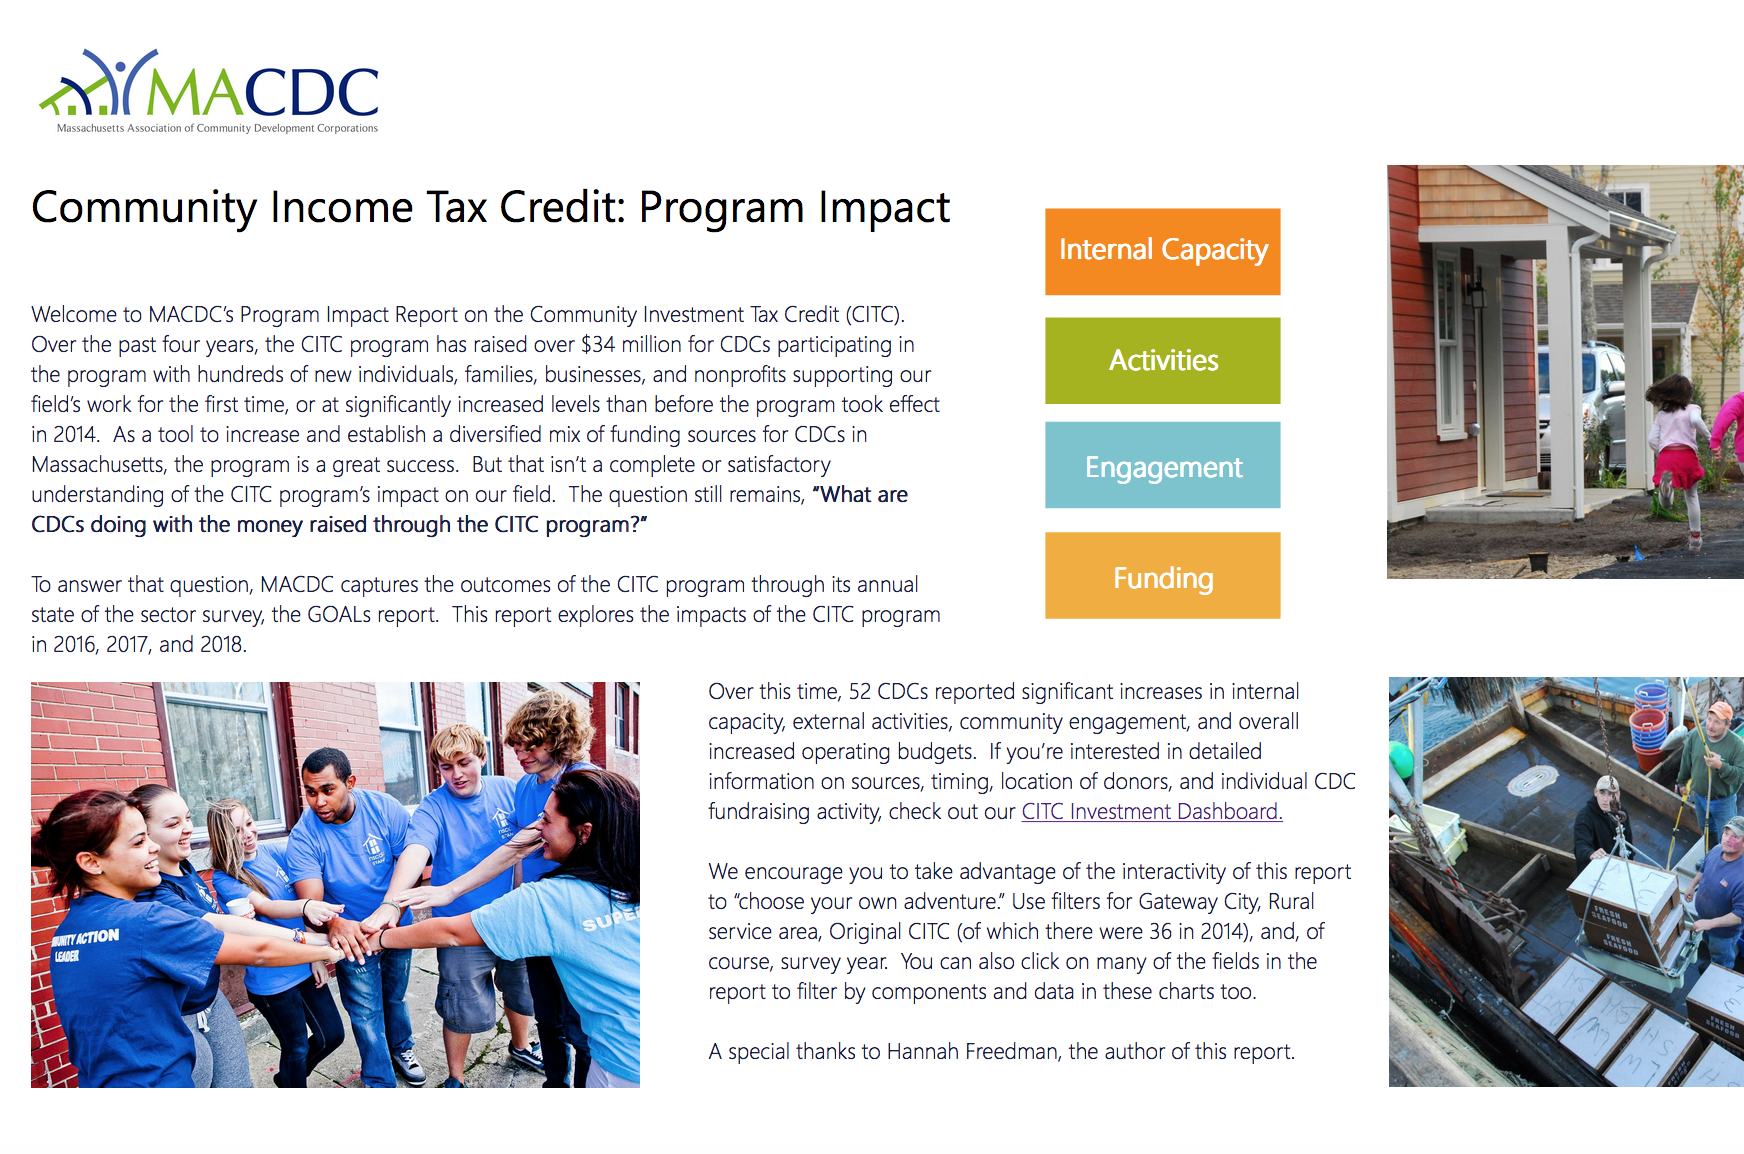 MACDC
Massachusetts Association of Community Development Corporations
Community Income Tax Credit: Program Impact
Welcome to MACDC’s Program Impact Report on the Community Investment Tax Credit (CITC).
Over the past four years, the CITC program has raised over $34 million for CDCs participating in
the program with hundreds of new individuals, families, businesses, and nonprofits supporting our
field’s work for the first time, or at significantly increased levels than before the program took effect
in 2014.  As a tool to increase and establish a diversified mix of funding sources for CDCs in
Massachusetts, the program is a great success.  But that isn’t a complete or satisfactory
understanding of the CITC program’s impact on our field.  The question still remains, “What are
CDCs doing with the money raised through the CITC program?”
To answer that question, MACDC captures the outcomes of the CITC program through its annual
state of the sector survey, the GOALs report.  This report explores the impacts of the CITC program
in 2016, 2017, and 2018.
Internal Capacity
Activities
Engagement
Funding
Over this time, 52 CDCs reported significant increases in internal
capacity, external activities, community engagement, and overall
increased operating budgets.  If you’re interested in detailed
information on sources, timing, location of donors, and individual CDC
fundraising activity, check out our CITC Investment Dashboard.
We encourage you to take advantage of the interactivity of this report
to “choose your own adventure.” Use filters for Gateway City, Rural
service area, Original CITC (of which there were 36 in 2014), and, of
course, survey year.  You can also click on many of the fields in the
report to filter by components and data in these charts too.
A special thanks to Hannah Freedman, the author of this report.
ACTION
LEADER
SUPER
FRESH
SEAFOOD
FRESH
SEAFOOD
FRESH
SEAFOOD